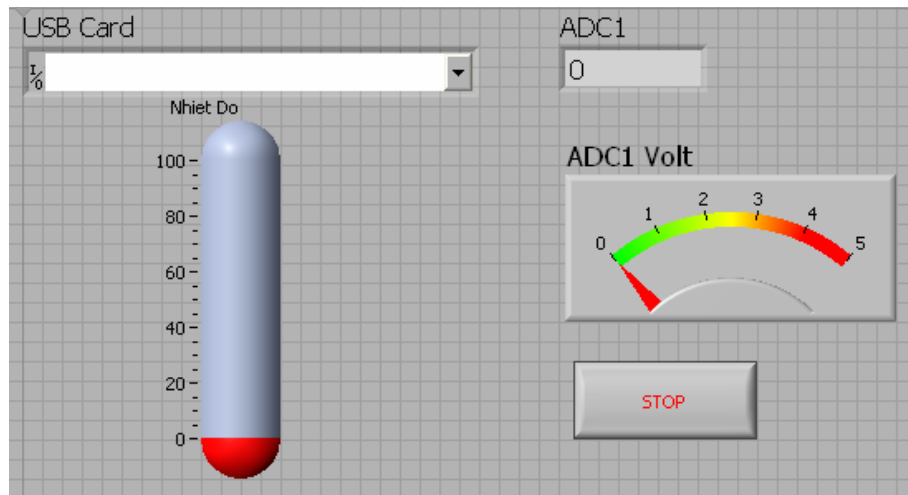 USB Card
I/O
Nhiet Do
100
80
60
40
20
0
ADC1
0
ADC1 Volt
0 1 2 3 4 5
STOP